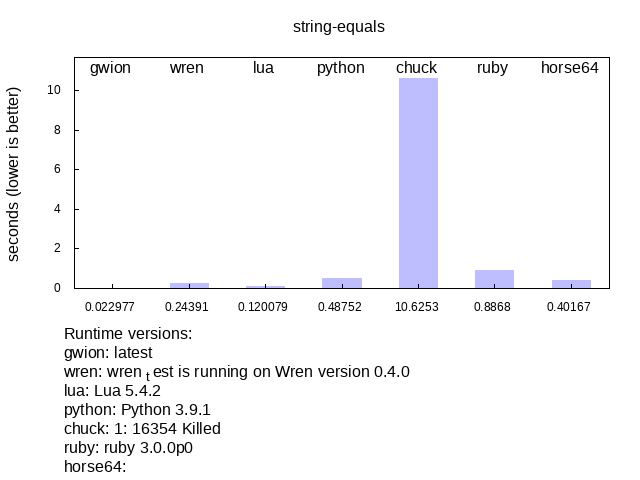 string-equals
gwion wren lua python chuck ruby horse64
seconds (lower is better)
10
8
6
4
2
0
0.022977 0.24391 0.120079 0.48752 10.6253 0.8868 0.40167
Runtime versions:
gwion: latest
wren: wren test is running on Wren version 0.4.0
lua: Lua 5.4.2
python: Python 3.9.1
chuck: 1: 16354 Killed
ruby: ruby 3.0.0p0
horse64: